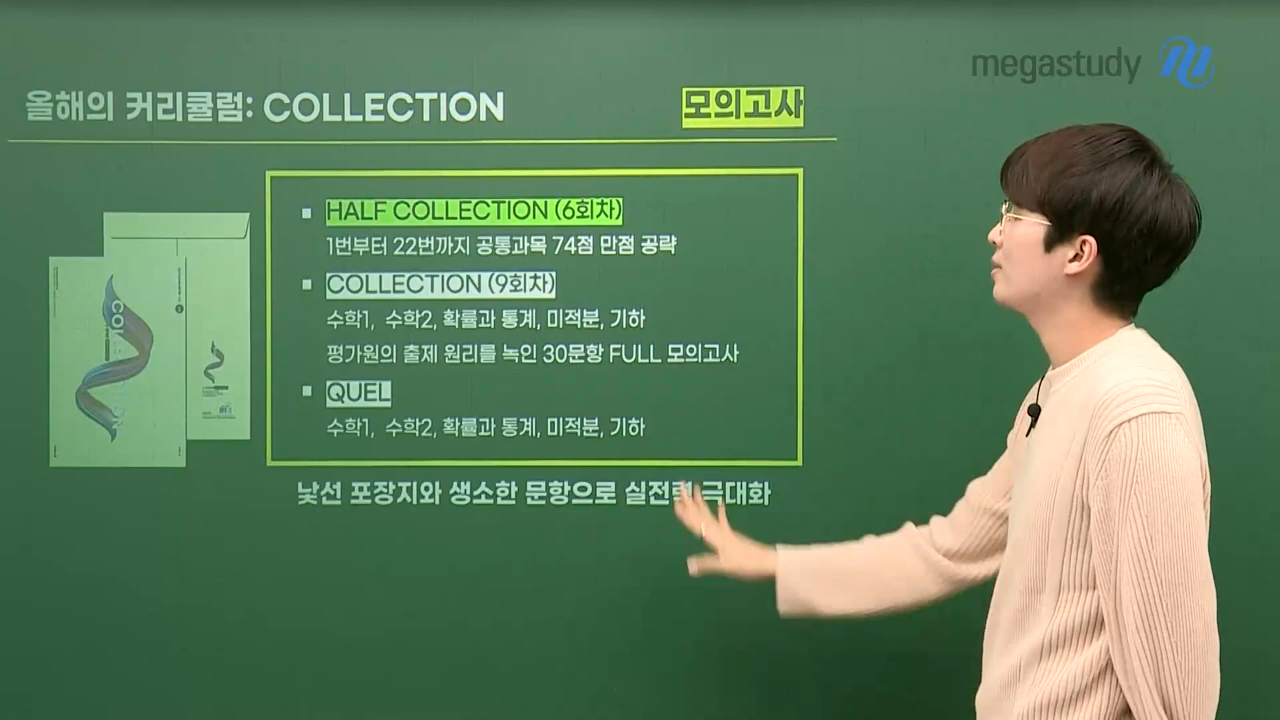 megastudy
올해의 커리큘럼: COLLECTION
모의고사
HALF COLLECTION (6회차)
1번부터 22번까지 공통과목 74점 만점 공략
COLLECTION (9회차)
수학1, 수학2, 확률과 통계, 미적분, 기하
평가원의 출제 원리를 녹인 30문항 FULL 모의고사
QUEL
수학1, 수학2, 확률과 통계, 미적분, 기하
낯선 포장지와 생소한 문항으로 실전력 극대화